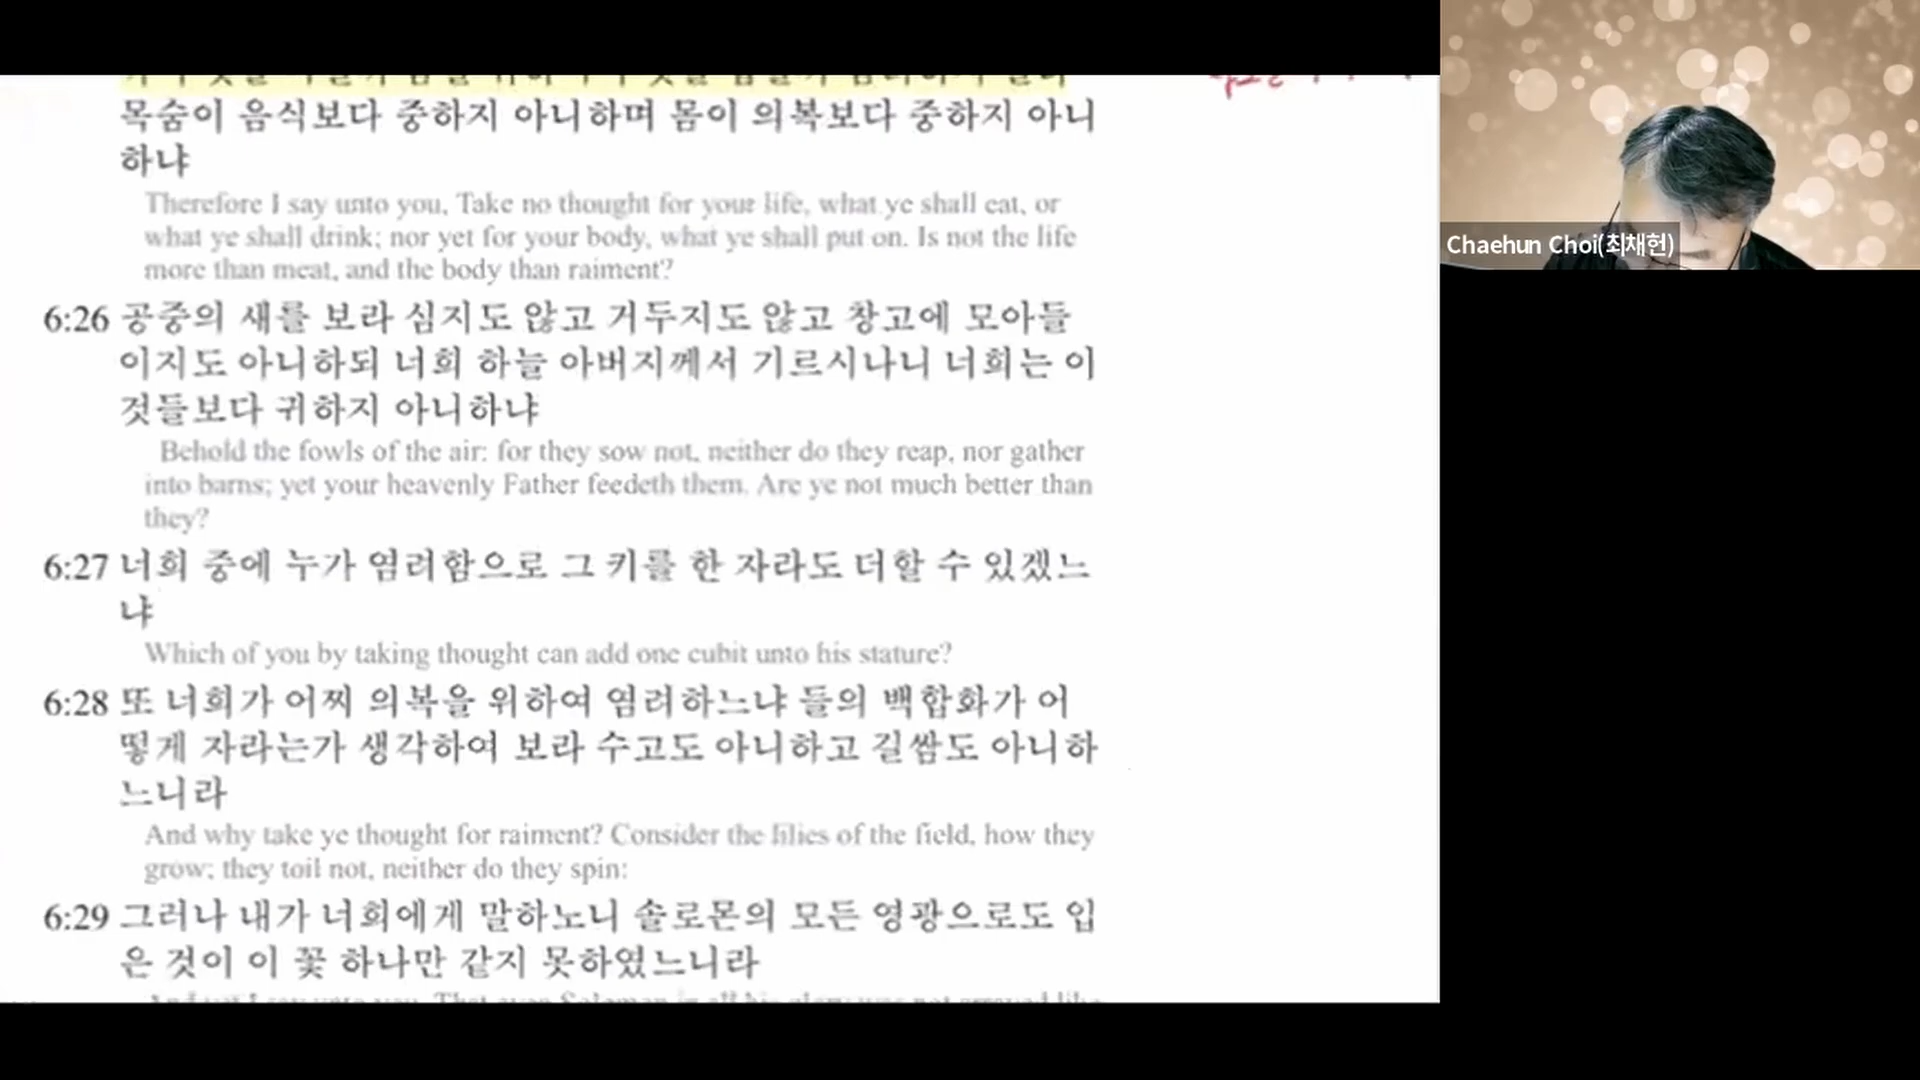 목숨이 음식보다 중하지 아니하며 몸이 의복보다 중하지 아니
하냐
Therefore I say unto you, Take no thought for your life, what ye shall eat, or
what ye shall drink; nor yet for your body, what ye shall put on. Is not the life
more than meat, and the body than raiment?
6:26 공중의 새를 보라 심지도 않고 거두지도 않고 창고에 모아들
이지도 아니하되 너희 하늘 아버지께서 기르시나니 너희는 이
것들보다 귀하지 아니하냐
Behold the fowls of the air: for they sow not, neither do they reap, nor gather
into barns; yet your heavenly Father feedeth them. Are ye not much better than
they?
6:27 너희 중에 누가 염려함으로 그 키를 한 자라도 더할 수 있겠느
냐
Which of you by taking thought can add one cubit unto his stature?
6:28 또 너희가 어찌 의복을 위하여 염려하느냐 들의 백합화가 어
떻게 자라는가 생각하여 보라 수고도 아니하고 길쌈도 아니하
느니라
And why take ye thought for raiment? Consider the lilies of the field, how they
grow; they toil not, neither do they spin:
6:29 그러나 내가 너희에게 말하노니 솔로몬의 모든 영광으로도 입
은 것이 이 꽃 하나만 같지 못하였느니라
Chaehun Choi(최채헌)